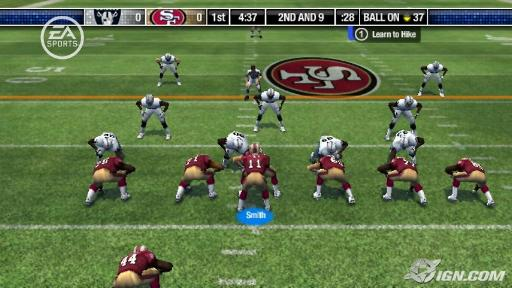 0 0 1st 4:37 2ND AND 9 :28 BALL ON 37
EA
SPORTS
1 Learn to Hike
SF
11
Smith
44
IGN.COM